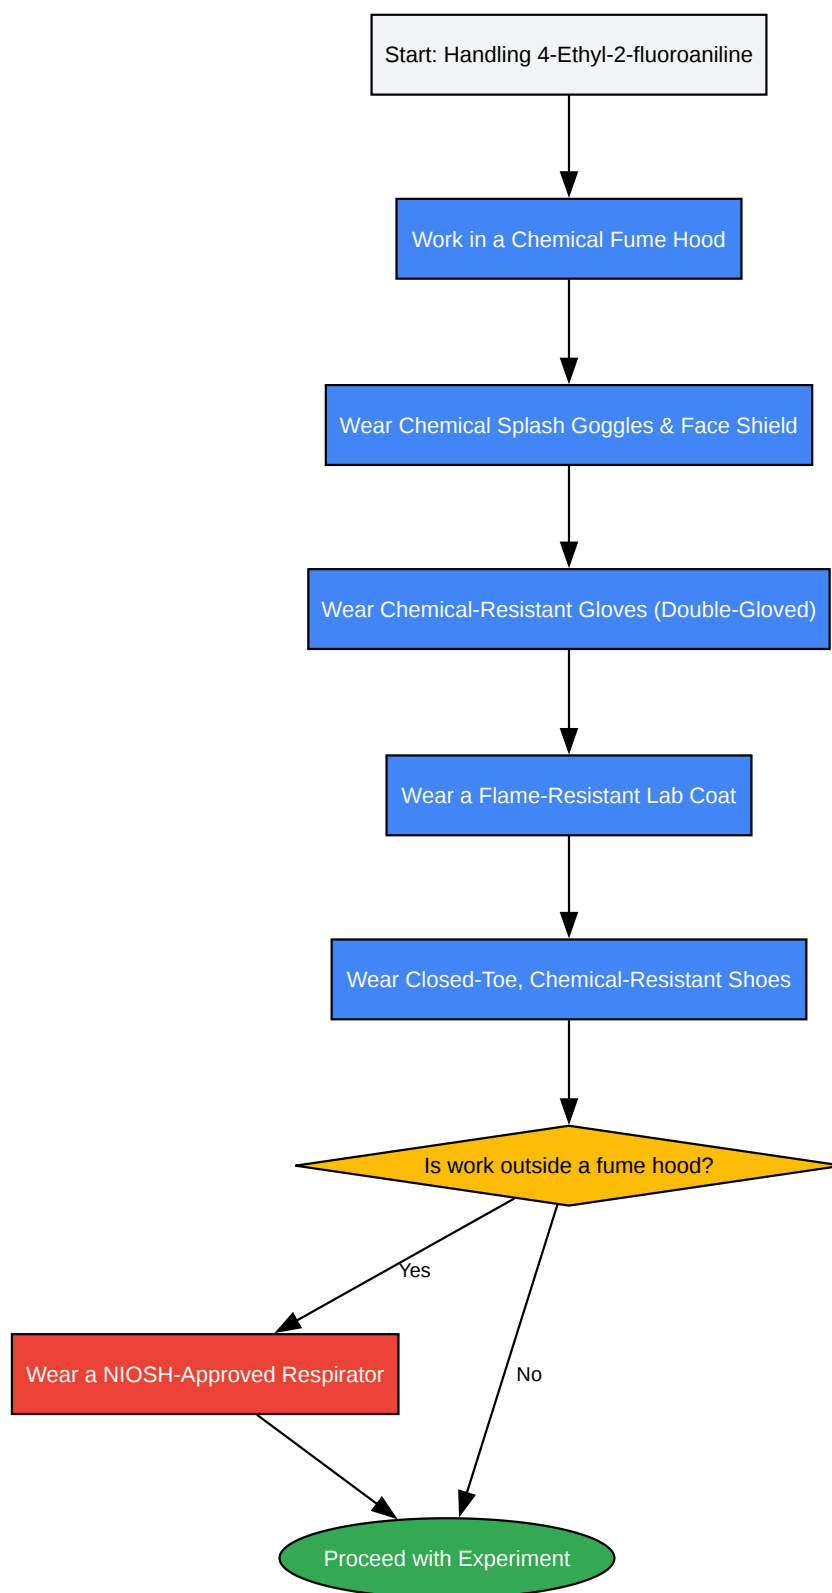 Start: Handling 4-Ethyl-2-fluoroaniline
Work in a Chemical Fume Hood
Wear Chemical Splash Goggles & Face Shield
Wear Chemical-Resistant Gloves (Double-Gloved)
Wear a Flame-Resistant Lab Coat
Wear Closed-Toe, Chemical-Resistant Shoes
Is work outside a fume hood?
Yes
Wear a NIOSH-Approved Respirator
No
Proceed with Experiment